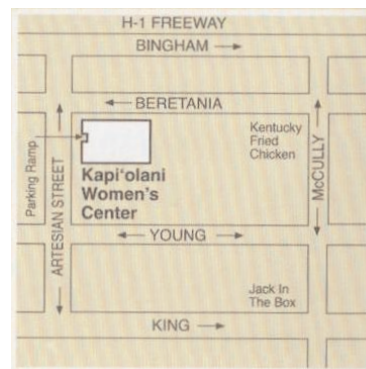 H-1 FREEWAY
BINGHAM
BERETANIA
Kentucky
Fried
Chicken
McCULLY
Parking Ramp
ARTESIAN STREET
Kapi‘olani
Women's
Center
YOUNG
Jack In
The Box
KING